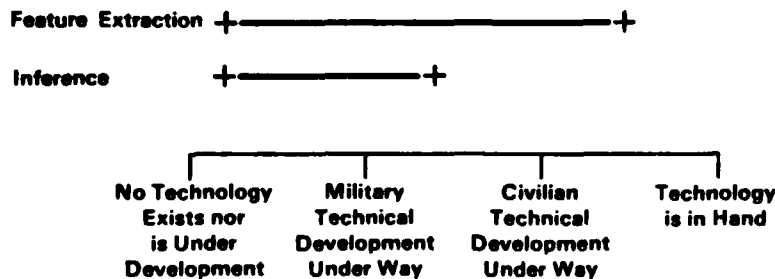 Feature Extraction
Inference
No Technology Military Civilian Technology
Exists nor Technical Technical is in Hand
is Under Development Development
Development Under Way Under Way